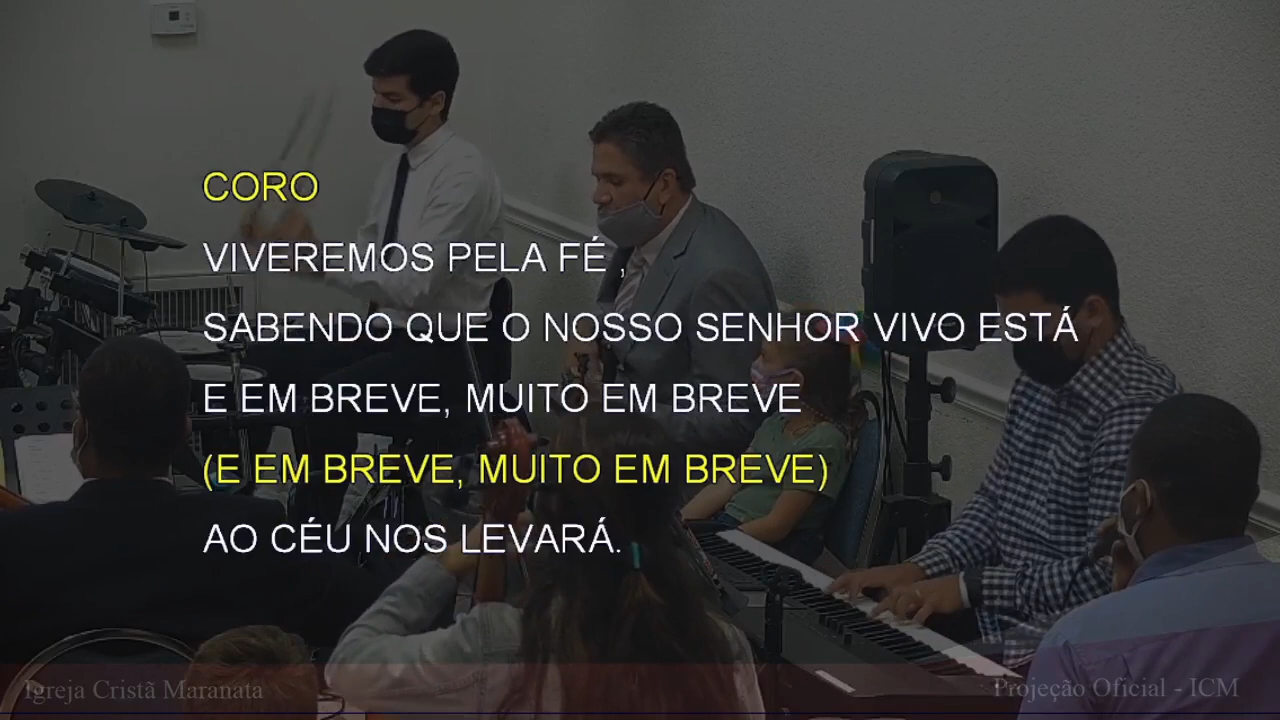 CORO
VIVEREMOS PELA FÉ ,
SABENDO QUE O NOSSO SENHOR VIVO ESTÁ
E EM BREVE, MUITO EM BREVE
(E EM BREVE, MUITO EM BREVE)
AO CÉU NOS LEVARÁ.
Igreja Cristã Maranata
Projeção Oficial - ICM